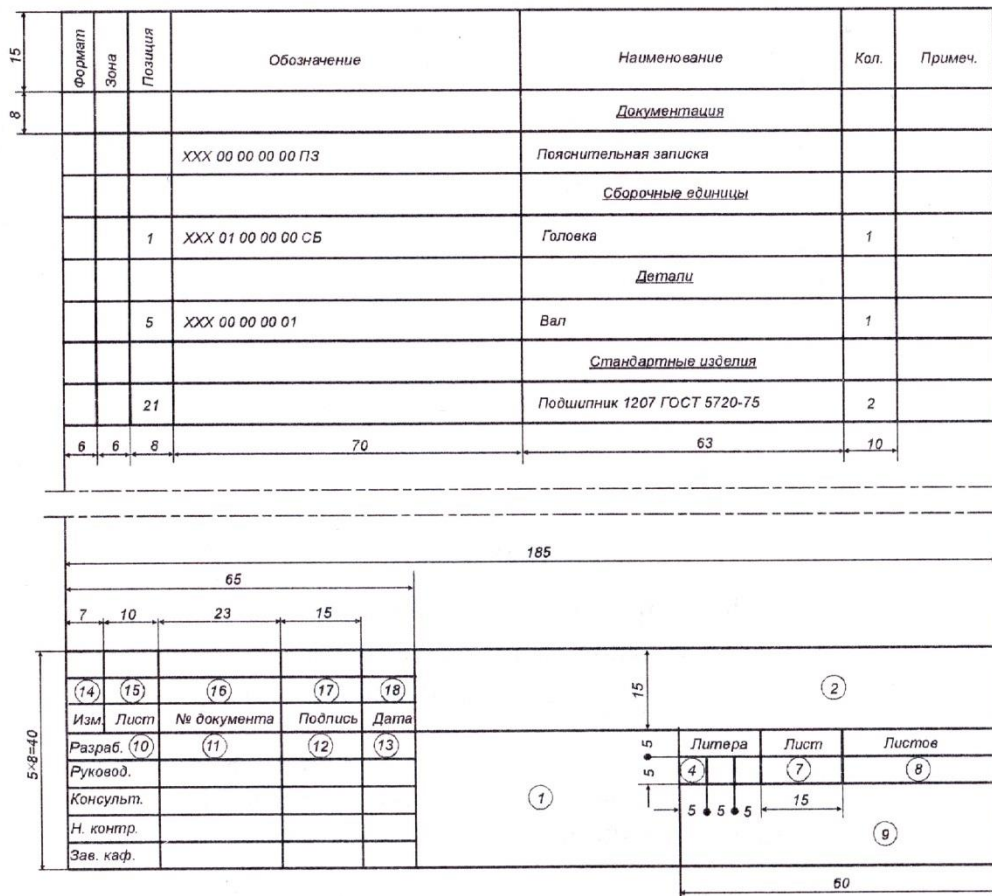 15 Формат Зона Позиция Обозначение Наименование Кол. Примеч.
8 Документация
ХХХ 00 00 00 00 ПЗ Пояснительная записка
Сборочные единицы
1 ХХХ 01 00 00 00 СБ Головка 1
Детали
5 ХХХ 00 00 00 01 Вал 1
Стандартные изделия
21 Подшипник 1207 ГОСТ 5720-75 2
6 6 8 70 63 10
185
65
7 10 23 15
5×8=40
15 2
14 15 16 17 18
Изм. Лист № документа Подпись Дата
5 Литера Лист Листов
Разраб. 10 11 12 13
5 4 7 8
Руковод.
Консульт.
1
5 5 5 15
Н. контр.
9
Зав. каф.
60